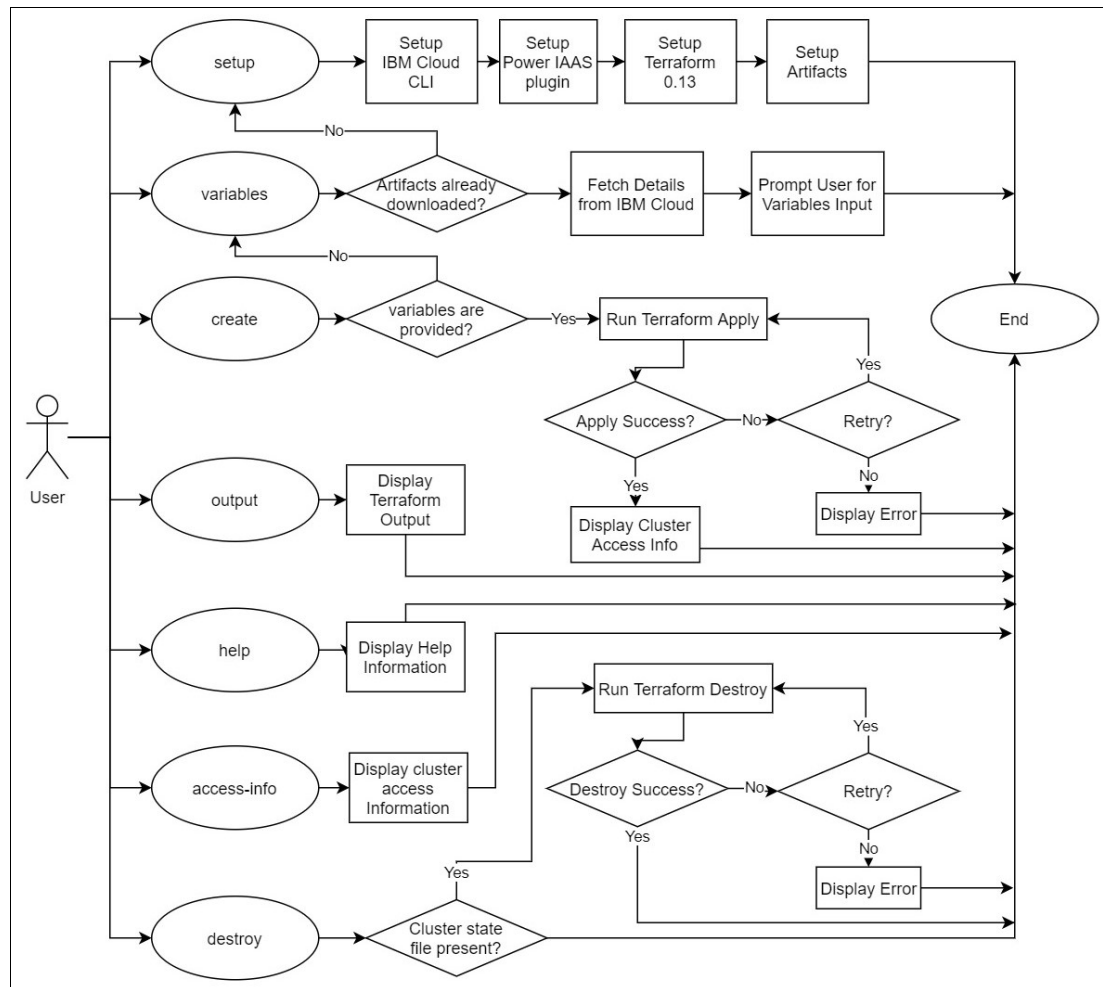 setup
Setup
IBM Cloud
CLI
Setup
Power IAAS
plugin
Setup
Terraform
0.13
Setup
Artifacts
No
variables
Artifacts already
downloaded?
Fetch Details
from IBM Cloud
Prompt User for
Variables Input
No
create
variables are
provided?
Yes
Run Terraform Apply
End
Yes
Apply Success?
No
Retry?
Yes
No
User
output
Display
Terraform
Output
Display Cluster
Access Info
Display Error
help
Display Help
Information
Run Terraform Destroy
Yes
access-info
Display cluster
access
Information
Destroy Success?
No
Retry?
Yes
No
Yes
Display Error
destroy
Cluster state
file present?